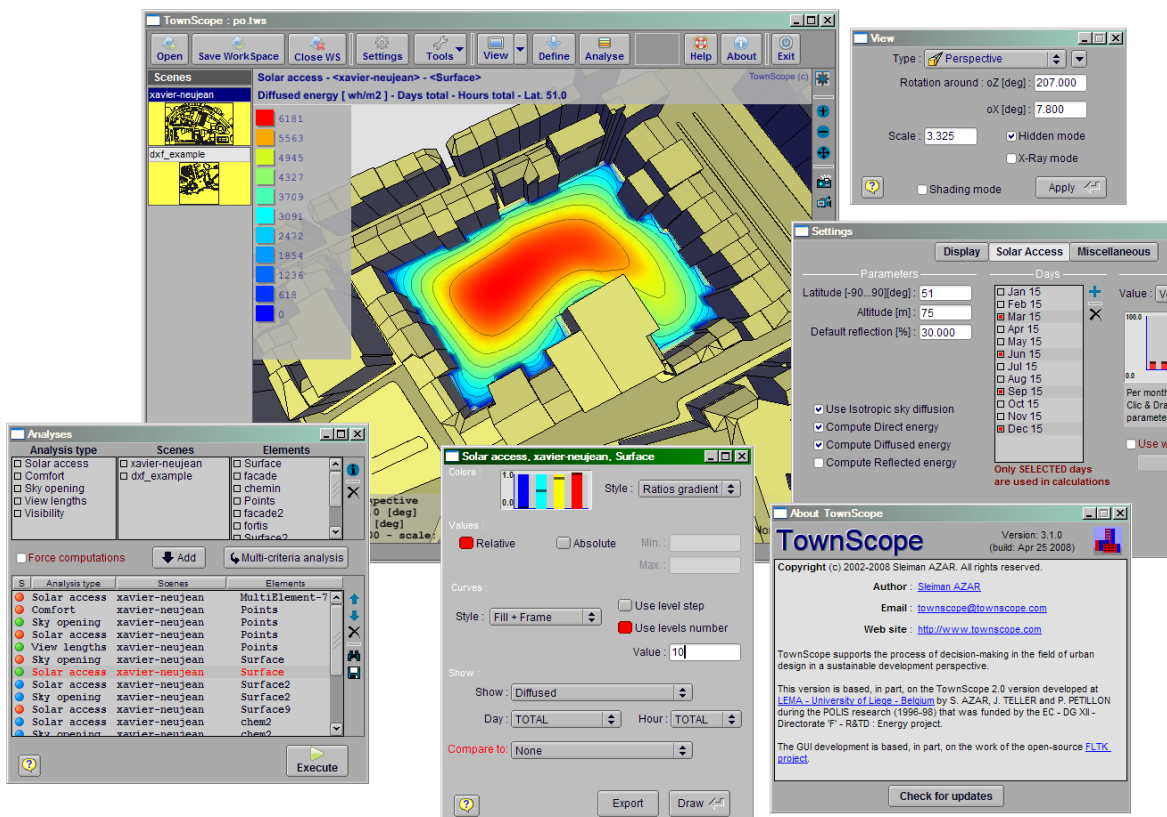 TownScope : po.tws
Open
Save WorkSpace
Close WS
Settings
Tools
View
Define
Analyse
Help
About
Exit
Scenes
xavier-neujean
dxf_example
Solar access - <xavier-neujean> - <Surface>
TownScope (c)
Diffused energy [ wh/m2 ] - Days total - Hours total - Lat. 51.0
6181
5563
4945
4327
3709
3091
2472
1854
1236
618
0
View
Type : Perspective
Rotation around : oZ [deg] : 207.000
oX [deg] : 7.800
Scale : 3.325
Hidden mode
X-Ray mode
Shading mode
Apply
Settings
Display
Solar Access
Miscellaneous
Parameters
Latitude [-90...90][deg] : 51
Altitude [m] : 75
Default reflection [%] : 30.000
Use Isotropic sky diffusion
Compute Direct energy
Compute Diffused energy
Compute Reflected energy
Days
Jan 15
Feb 15
Mar 15
Apr 15
May 15
Jun 15
Jul 15
Aug 15
Sep 15
Oct 15
Nov 15
Dec 15
Only SELECTED days
are used in calculations
Value :
100.0
0.0
Per month
Clic & Dra
paramete
Use w
Analyses
Analysis type
Scenes
Elements
Solar access
Comfort
Sky opening
View lengths
Visibility
xavier-neujean
dxf_example
Surface
facade
chemin
Points
facade2
fortis
Surface2
Force computations
Add
Multi-criteria analysis
S Analysis type Scenes Elements
Solar access xavier-neujean MultiElement-7
Comfort xavier-neujean Points
Sky opening xavier-neujean Points
Solar access xavier-neujean Points
View lengths xavier-neujean Points
Sky opening xavier-neujean Surface
Solar access xavier-neujean Surface
Solar access xavier-neujean Surface2
Sky opening xavier-neujean Surface2
Solar access xavier-neujean Surface9
Solar access xavier-neujean chem2
Sky opening xavier-neujean chem2
Execute
spective
.0 [deg]
[deg]
00 - scale:
Solar access, xavier-neujean, Surface
Colors :
1.0
0.0
Style : Ratios gradient
Values :
Relative
Absolute
Min. :
Max. :
Curves :
Style : Fill + Frame
Use level step
Use levels number
Value : 10
Show :
Show : Diffused
Day : TOTAL
Hour : TOTAL
Compare to: None
Export
Draw
About TownScope
TownScope
Version: 3.1.0
(build: Apr 25 2008)
Copyright (c) 2002-2008 Sleiman AZAR. All rights reserved.
Author : Sleiman AZAR
Email : townscope@townscope.com
Web site : http://www.townscope.com
TownScope supports the process of decision-making in the field of urban
design in a sustainable development perspective.
This version is based, in part, on the TownScope 2.0 version developed at
LEMA - University of Liege - Belgium by S. AZAR, J. TELLER and P. PETILLON
during the POLIS research (1996-98) that was funded by the EC - DG XII -
Directorate 'F' - R&TD : Energy project.
The GUI development is based, in part, on the work of the open-source FLTK
project.
Check for updates